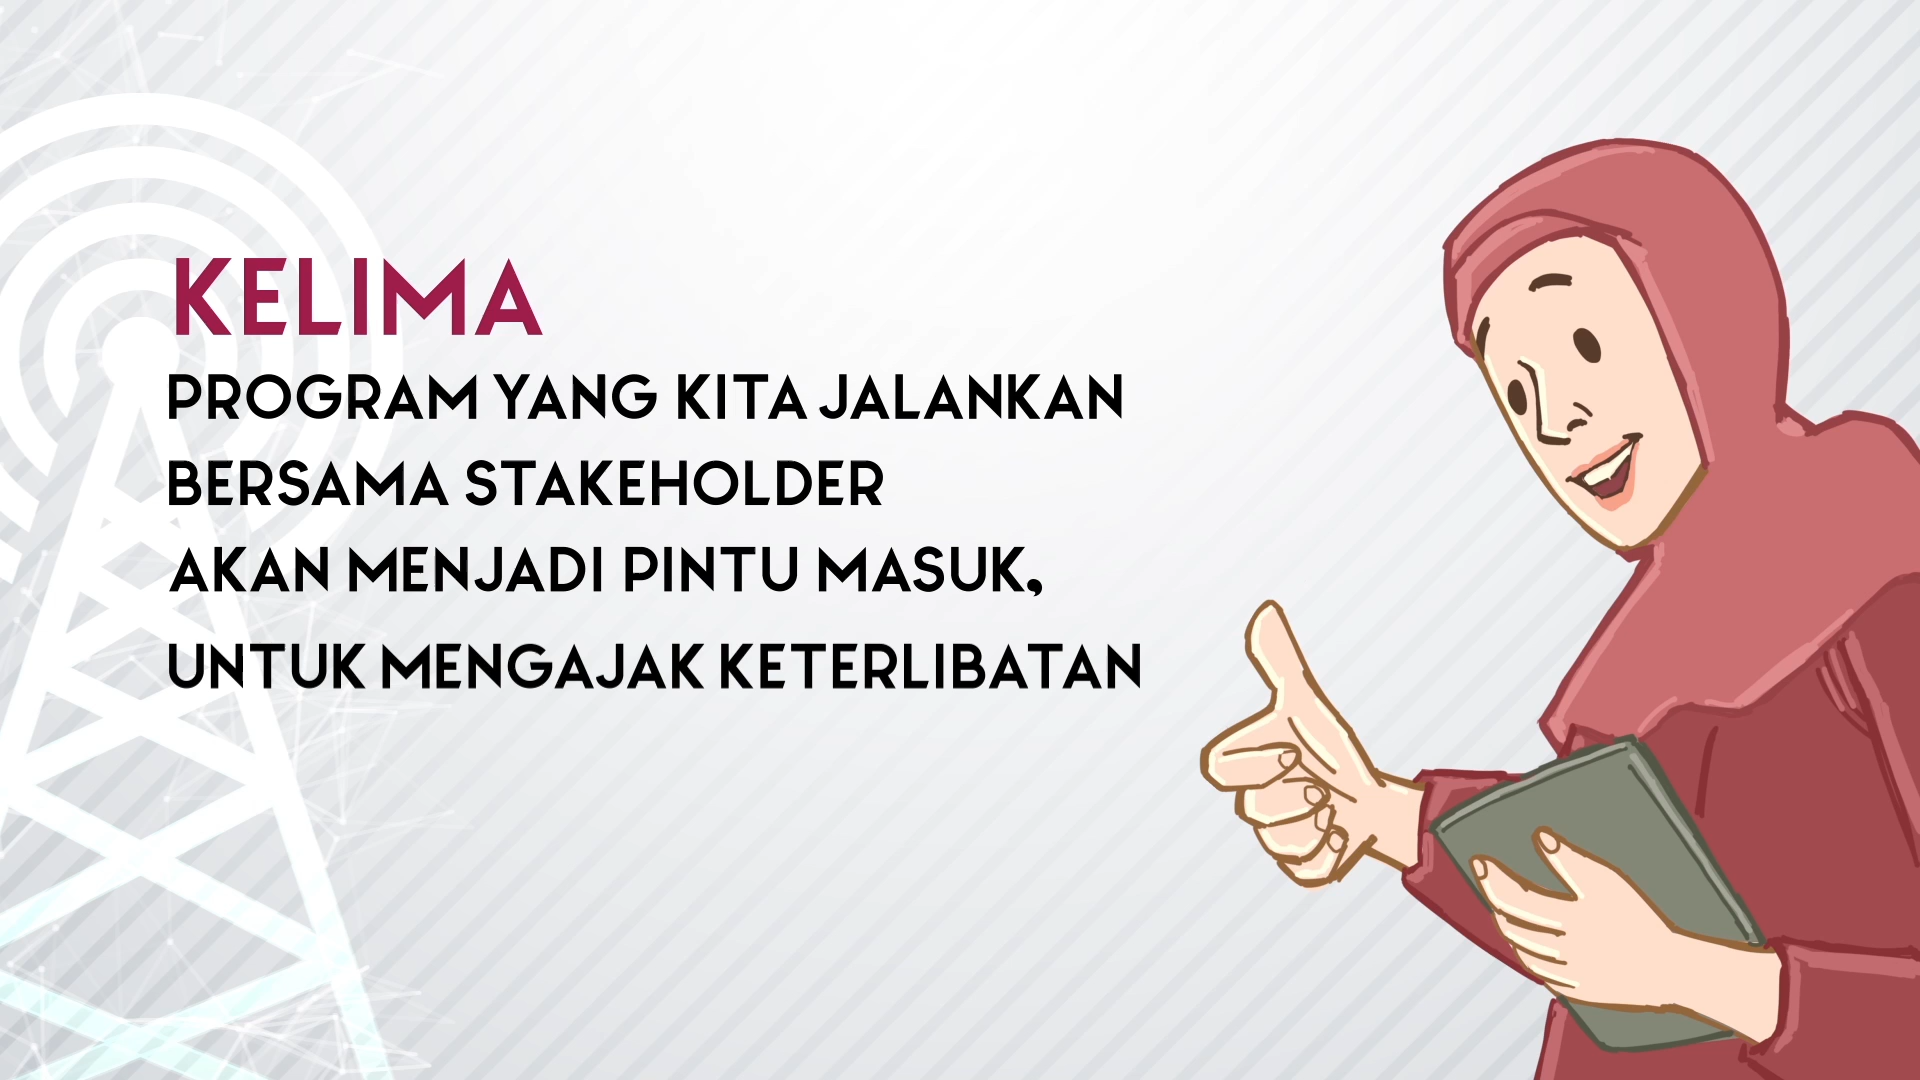 KELIMA
PROGRAM YANG KITA JALANKAN
BERSAMA STAKEHOLDER
AKAN MENJADI PINTU MASUK,
UNTUK MENGAJAK KETERLIBATAN